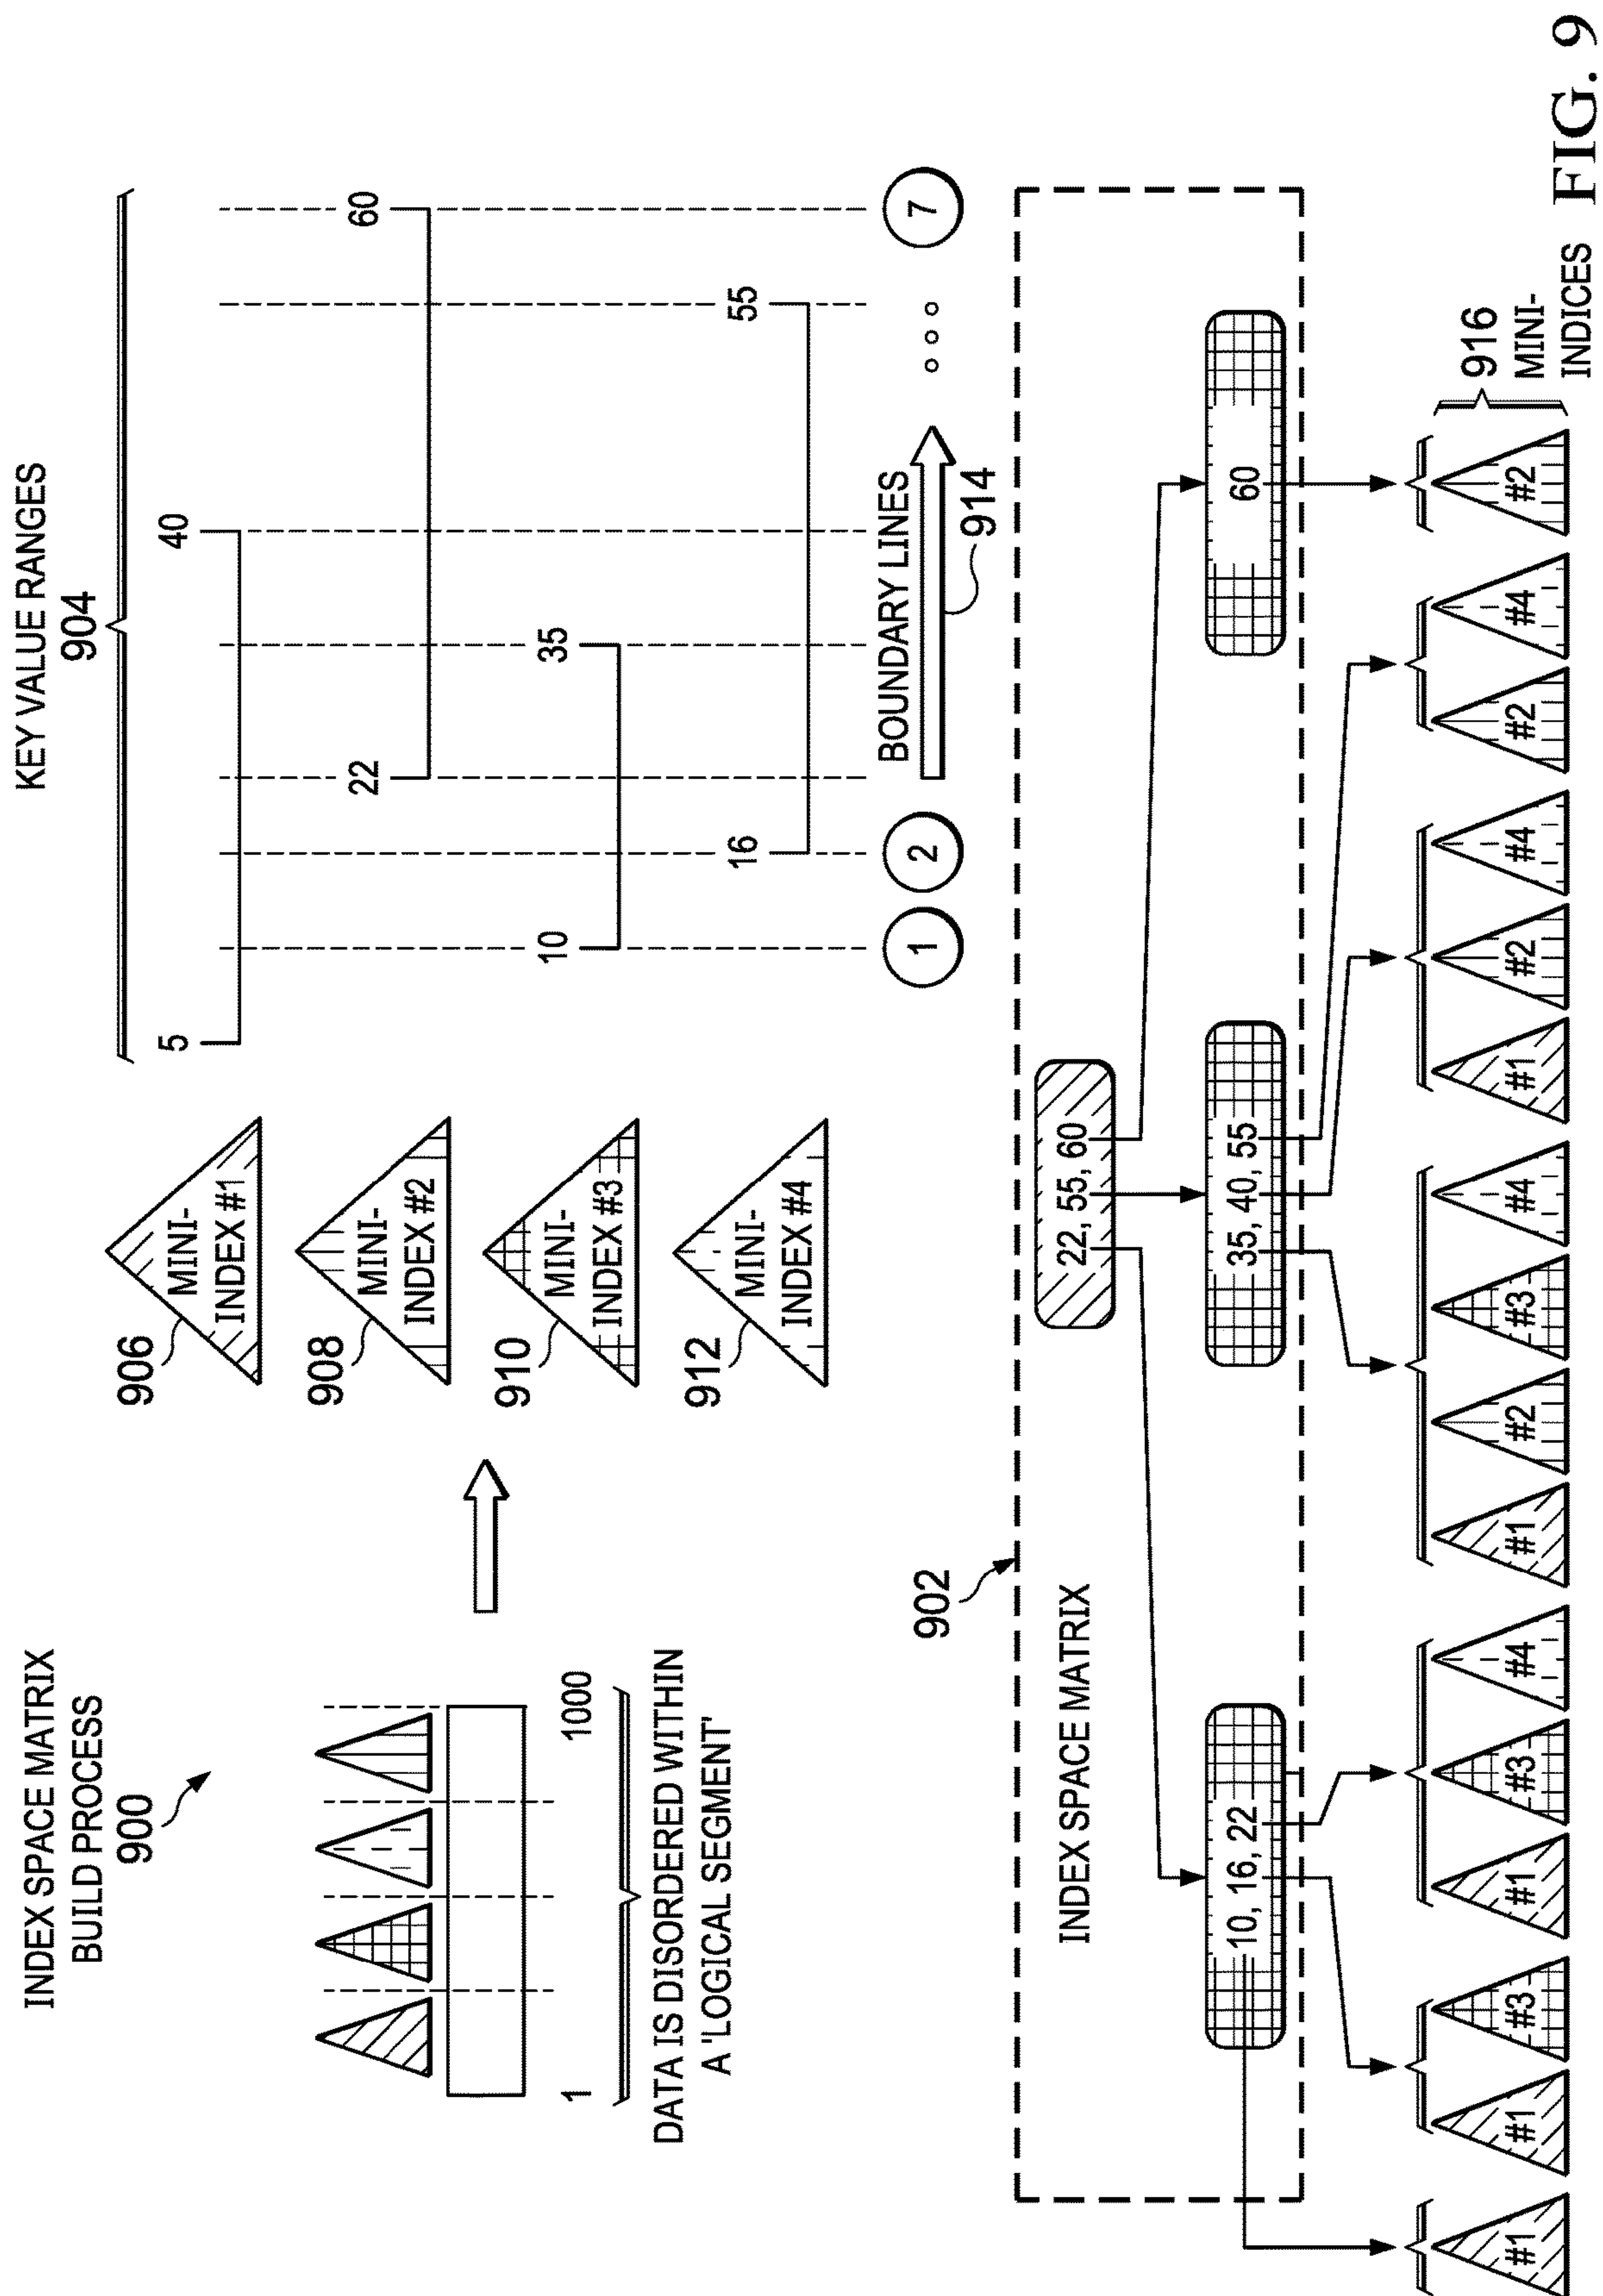 INDEX SPACE MATRIX
BUILD PROCESS
900
1
1000
DATA IS DISORDERED WITHIN
A 'LOGICAL SEGMENT'
906
MINI-
INDEX #1
908
MINI-
INDEX #2
910
MINI-
INDEX #3
912
MINI-
INDEX #4
KEY VALUE RANGES
904
5
40
22
60
10
35
16
55
1
2
7
BOUNDARY LINES
914
902
INDEX SPACE MATRIX
22, 55, 60
10, 16, 22
35, 40, 55
60
#1
#1
#3
#1
#3
#4
#1
#2
#3
#4
#1
#2
#4
#2
#4
#2
916
MINI-
INDICES
FIG. 9